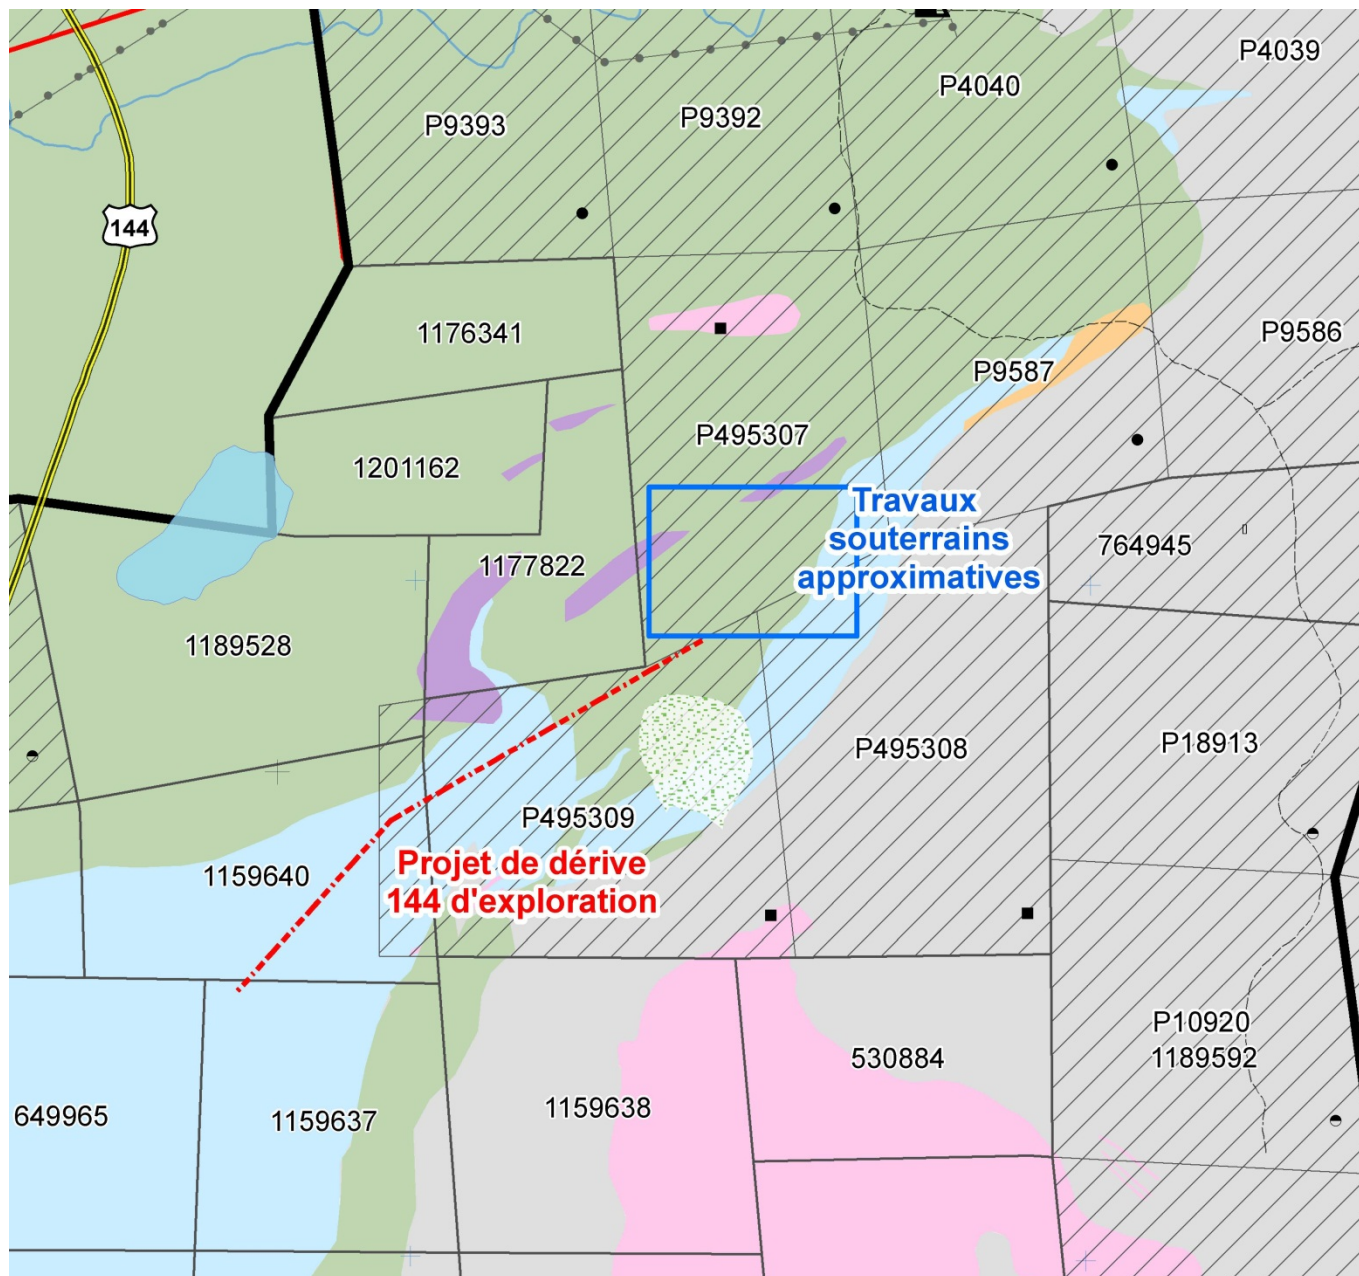 P4039
P4040
P9393
P9392
144
1176341
P9586
P9587
P495307
1201162
Travaux
souterrains
approximatives
764945
1177822
1189528
P495308
P18913
P495309
Projet de dérive
144 d'exploration
1159640
P10920
1189592
530884
1159638
649965
1159637